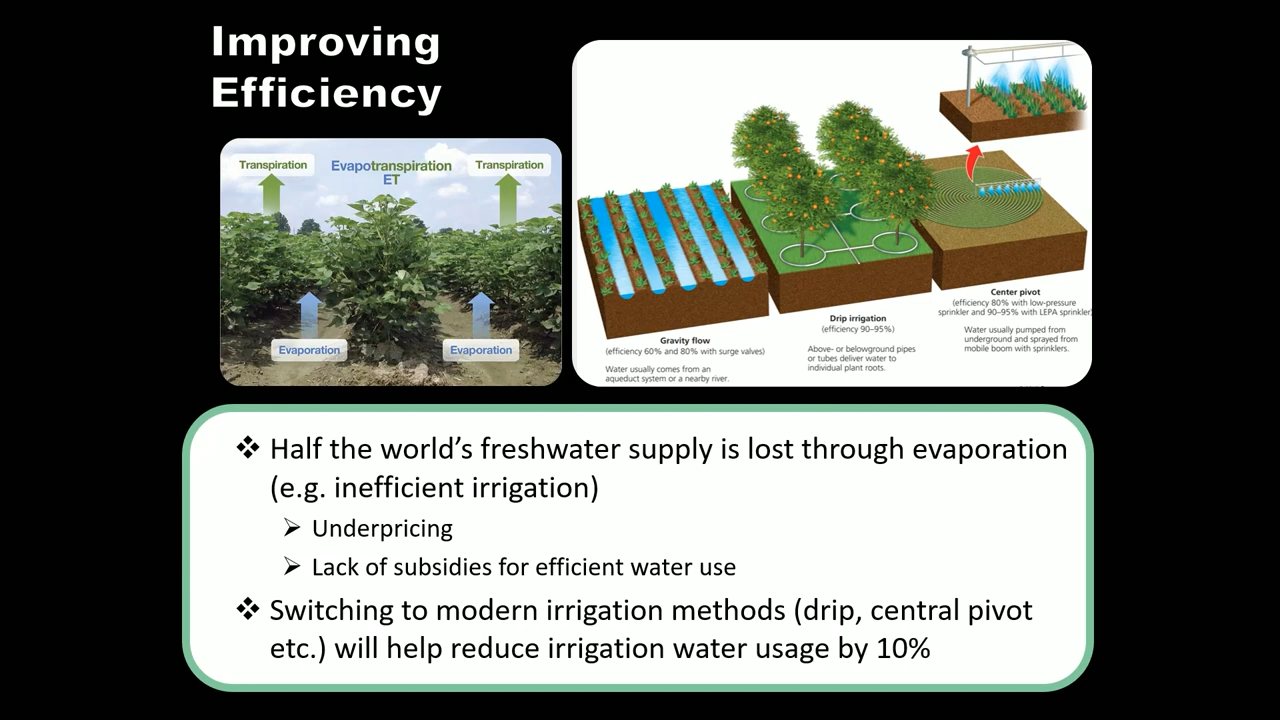 Improving
Efficiency
Transpiration
Evapotranspiration
ET
Transpiration
Evaporation
Evaporation
Gravity flow
(efficiency 60% and 80% with surge valves)
Water usually comes from an
aqueduct system or a nearby river.
Drip irrigation
(efficiency 90–95%)
Above- or belowground pipes
or tubes deliver water to
individual plant roots.
Center pivot
(efficiency 80% with low-pressure
sprinkler and 90–95% with LEPA sprinkler)
Water usually pumped from
underground and sprayed from
mobile boom with sprinklers.
❖ Half the world’s freshwater supply is lost through evaporation
(e.g. inefficient irrigation)
➢ Underpricing
➢ Lack of subsidies for efficient water use
❖ Switching to modern irrigation methods (drip, central pivot
etc.) will help reduce irrigation water usage by 10%